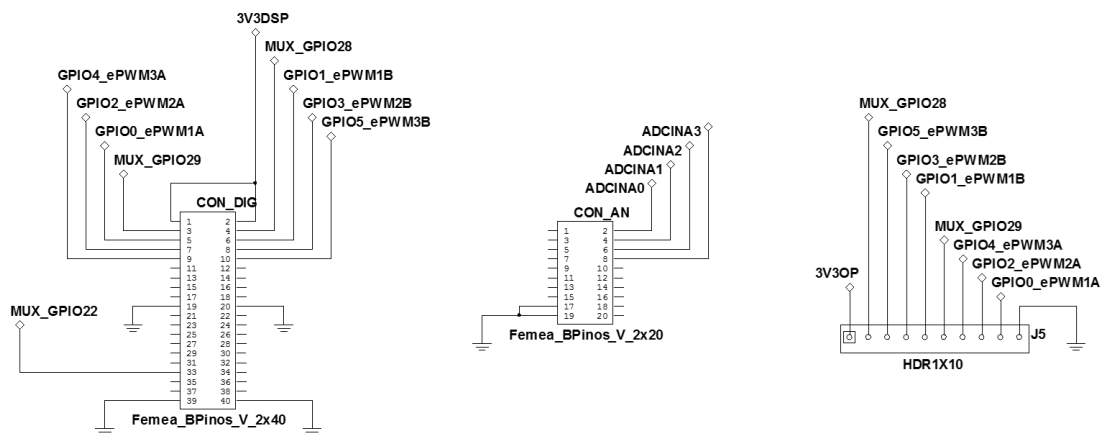 3V3DSP
MUX_GPIO28
GPIO4_ePWM3A
GPIO1_ePWM1B
GPIO2_ePWM2A
GPIO3_ePWM2B
GPIO0_ePWM1A
GPIO5_ePWM3B
MUX_GPIO29
CON_DIG
1 2
3 4
5 6
7 8
9 10
11 12
13 14
15 16
17 18
19 20
21 22
23 24
25 26
27 28
29 30
31 32
33 34
35 36
37 38
39 40
MUX_GPIO22
Femea_BPinos_V_2x40
ADCINA3
ADCINA2
ADCINA1
ADCINA0
CON_AN
1 2
3 4
5 6
7 8
9 10
11 12
13 14
15 16
17 18
19 20
Femea_BPinos_V_2x20
MUX_GPIO28
GPIO5_ePWM3B
GPIO3_ePWM2B
GPIO1_ePWM1B
MUX_GPIO29
GPIO4_ePWM3A
GPIO2_ePWM2A
GPIO0_ePWM1A
3V3OP
J5
HDR1X10